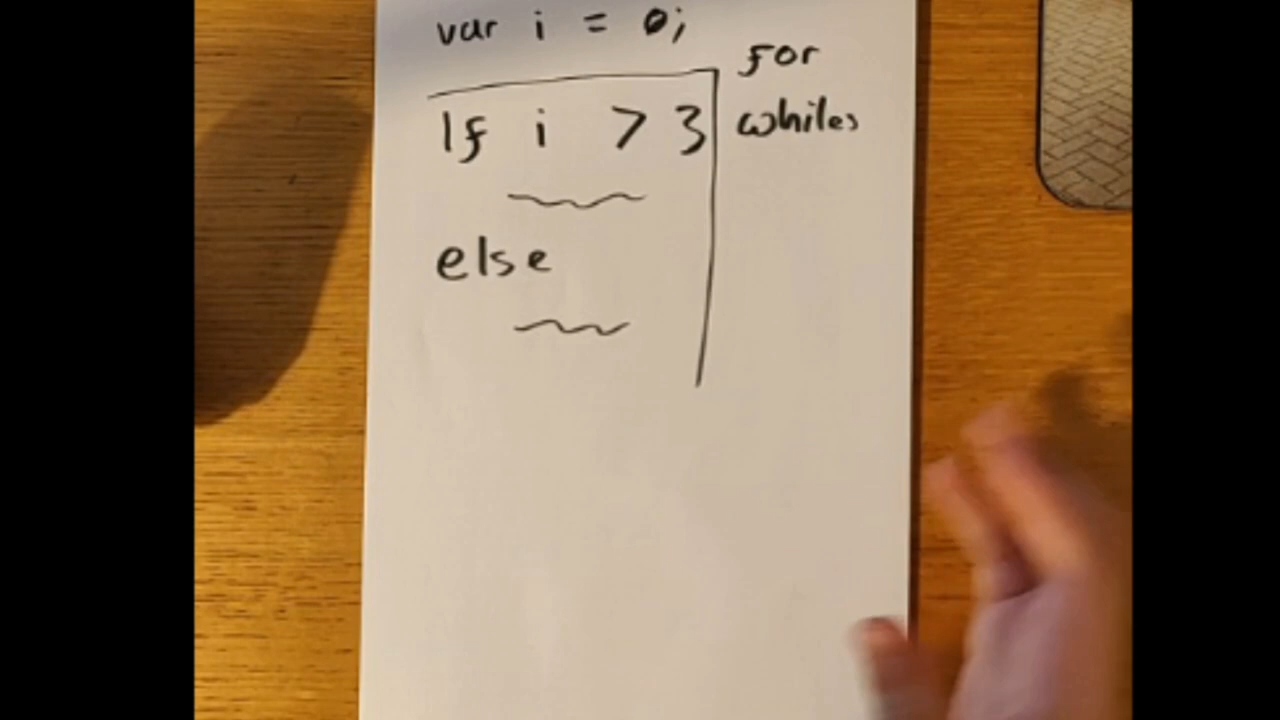 var i = 0;
If i > 3
else
for
whiles